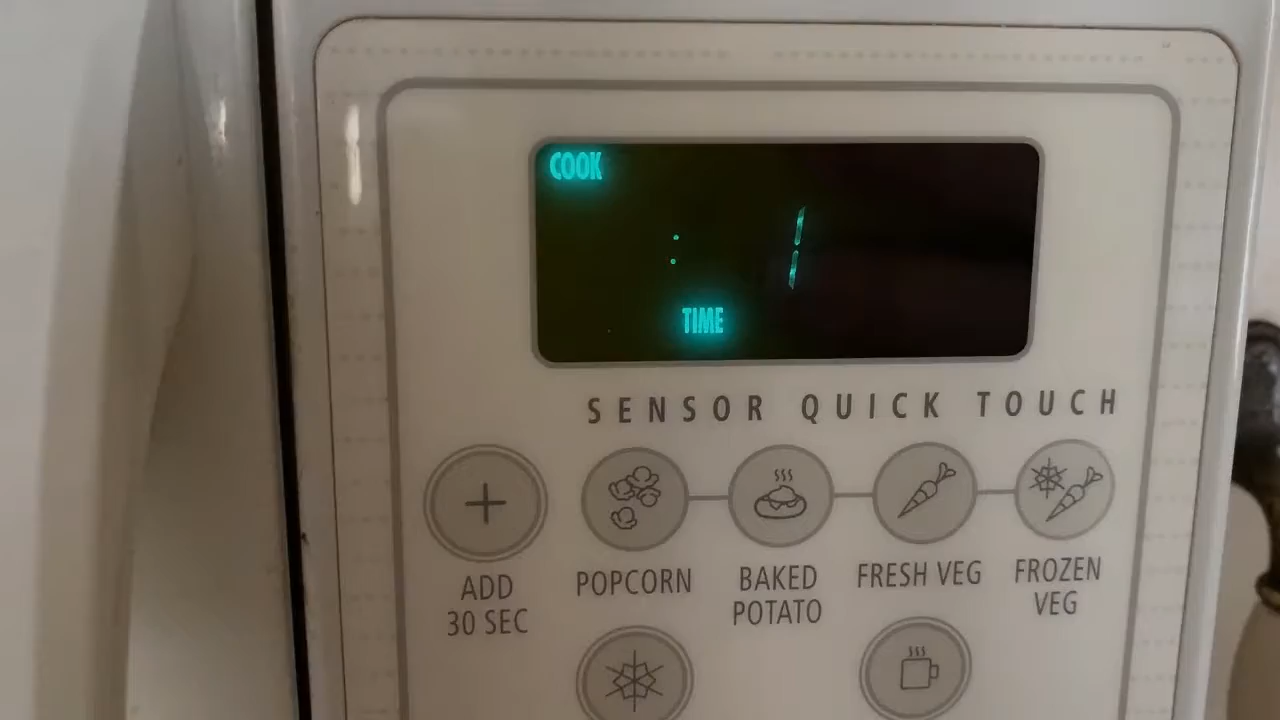 COOK
: 1
TIME
SENSOR QUICK TOUCH
ADD
30 SEC
POPCORN
BAKED
POTATO
FRESH VEG
FROZEN
VEG